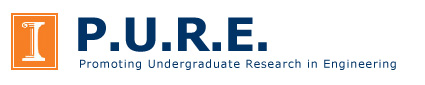 P.U.R.E.
Promoting Undergraduate Research in Engineering